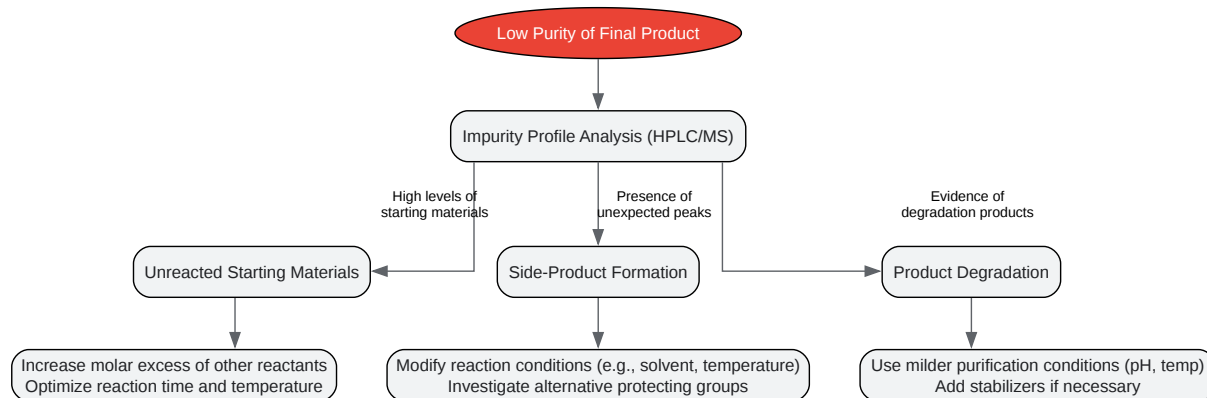 Low Purity of Final Product
Impurity Profile Analysis (HPLC/MS)
High levels of
starting materials
Presence of
unexpected peaks
Evidence of
degradation products
Unreacted Starting Materials
Side-Product Formation
Product Degradation
Increase molar excess of other reactants
Optimize reaction time and temperature
Modify reaction conditions (e.g., solvent, temperature)
Investigate alternative protecting groups
Use milder purification conditions (pH, temp)
Add stabilizers if necessary